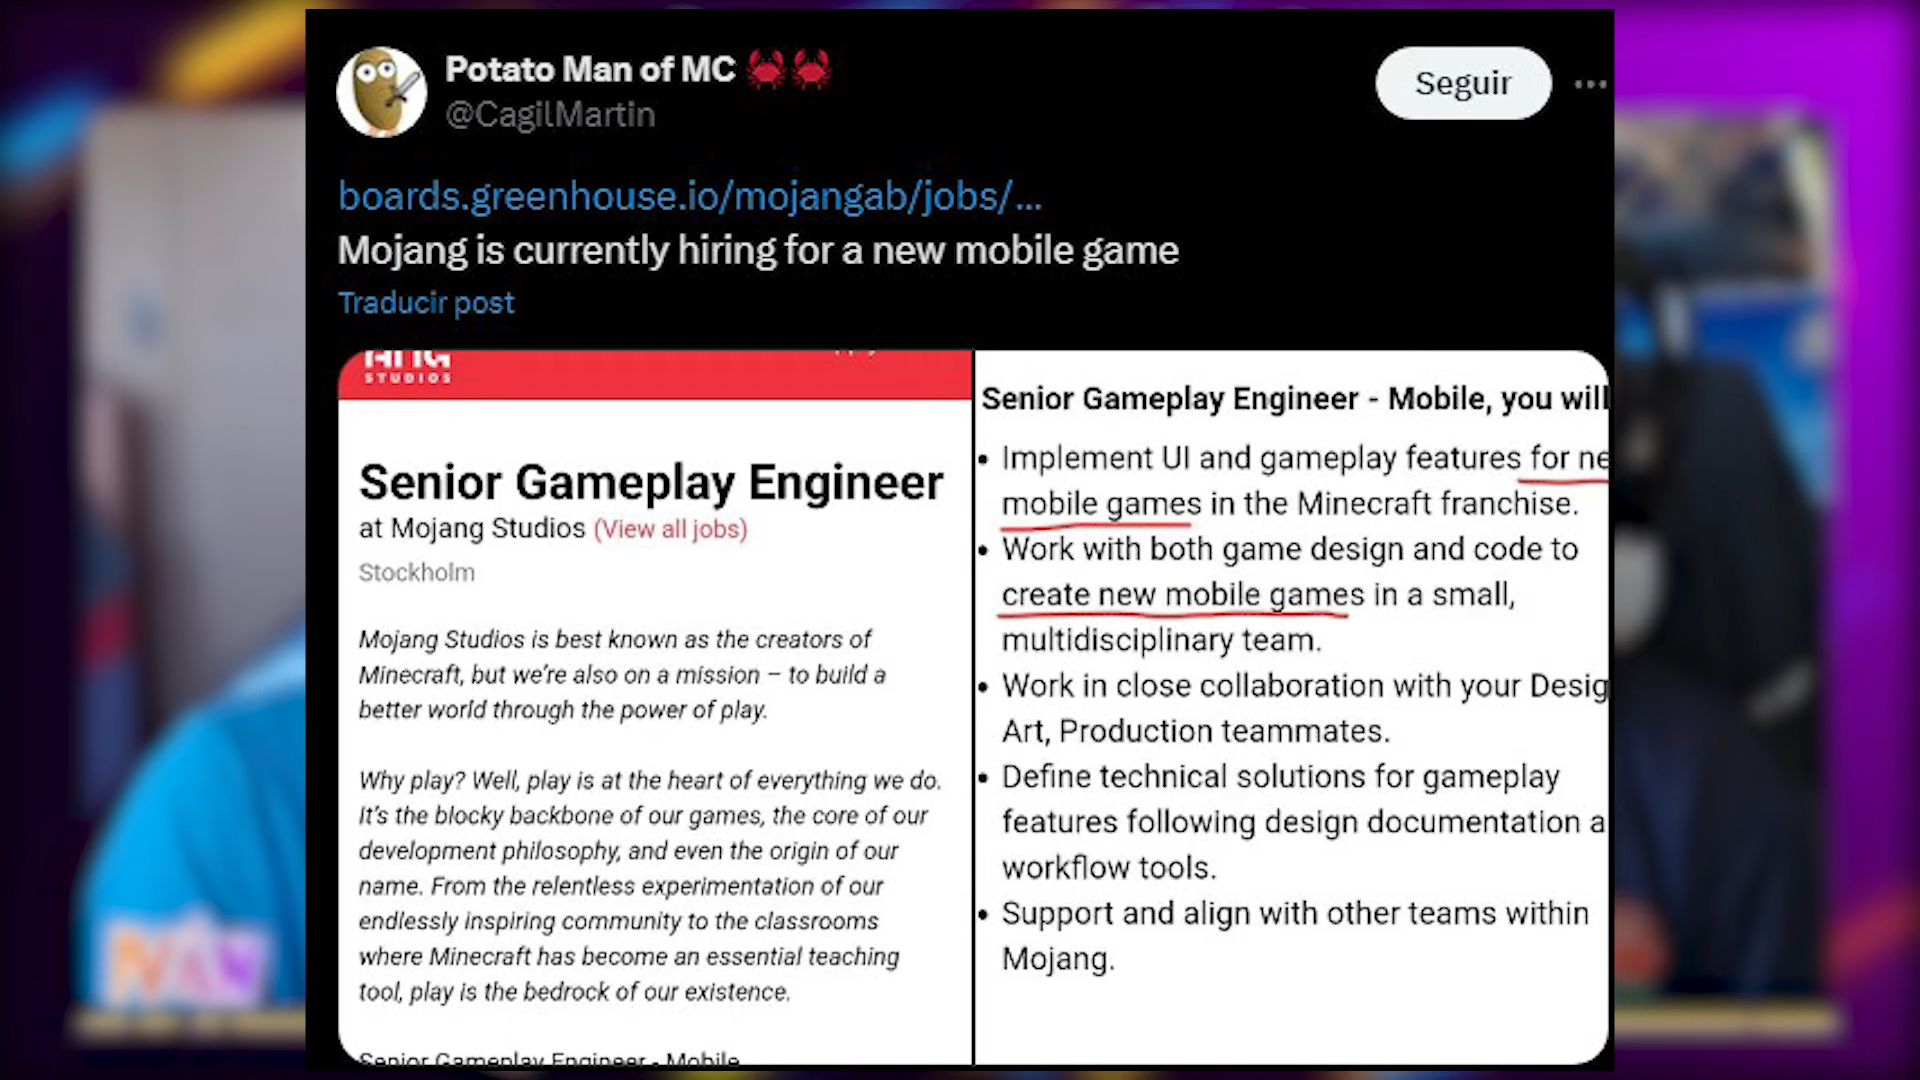 Potato Man of MC
@CagilMartin
Seguir
boards.greenhouse.io/mojangab/jobs/...
Mojang is currently hiring for a new mobile game
Traducir post
STUDIOS
Senior Gameplay Engineer
at Mojang Studios (View all jobs)
Stockholm
Mojang Studios is best known as the creators of
Minecraft, but we're also on a mission – to build a
better world through the power of play.
Why play? Well, play is at the heart of everything we do.
It's the blocky backbone of our games, the core of our
development philosophy, and even the origin of our
name. From the relentless experimentation of our
endlessly inspiring community to the classrooms
where Minecraft has become an essential teaching
tool, play is the bedrock of our existence.
Senior Gameplay Engineer - Mobile
Senior Gameplay Engineer - Mobile, you will
• Implement UI and gameplay features for ne
mobile games in the Minecraft franchise.
• Work with both game design and code to
create new mobile games in a small,
multidisciplinary team.
• Work in close collaboration with your Desig
Art, Production teammates.
• Define technical solutions for gameplay
features following design documentation a
workflow tools.
• Support and align with other teams within
Mojang.